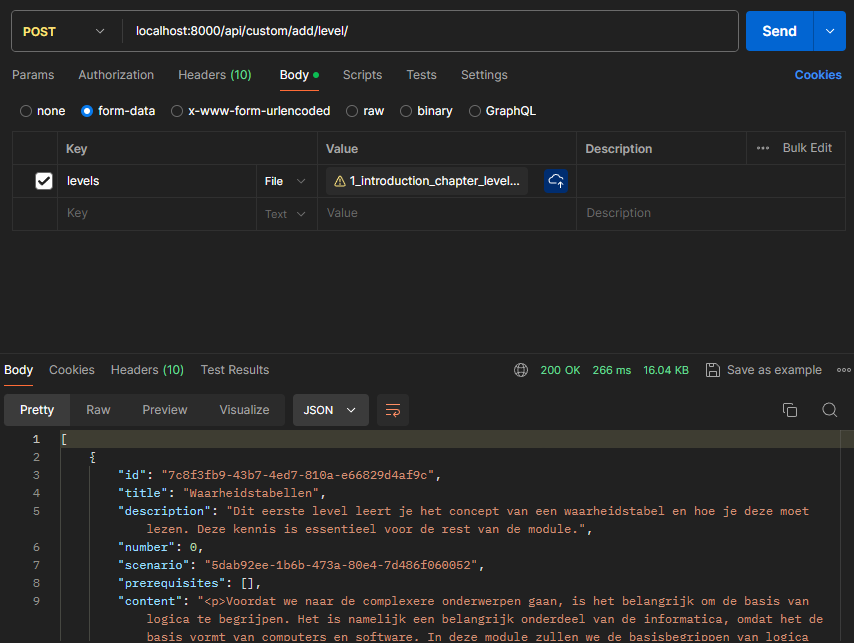 POST localhost:8000/api/custom/add/level/ Send
Params Authorization Headers (10) Body Scripts Tests Settings Cookies
none form-data x-www-form-urlencoded raw binary GraphQL
Key Value Description ••• Bulk Edit
levels File 1_introduction_chapter_level...
Key Text Value Description
Body Cookies Headers (10) Test Results 200 OK 266 ms 16.04 KB Save as example
Pretty Raw Preview Visualize JSON
1 [
2 {
3 "id": "7c8f3fb9-43b7-4ed7-810a-e66829d4af9c",
4 "title": "Waarheidstabellen",
5 "description": "Dit eerste level leert je het concept van een waarheidstabel en hoe je deze moet
lezen. Deze kennis is essentieel voor de rest van de module.",
6 "number": 0,
7 "scenario": "5dab92ee-1b6b-473a-80e4-7d486f060052",
8 "prerequisites": [],
9 "content": "<p>Voordat we naar de complexere onderwerpen gaan, is het belangrijk om de basis van
logica te begrijpen. Het is namelijk een belangrijk onderdeel van de informatica, omdat het de
basis vormt van computers en software. In deze module zullen we de basisbegrippen van logica